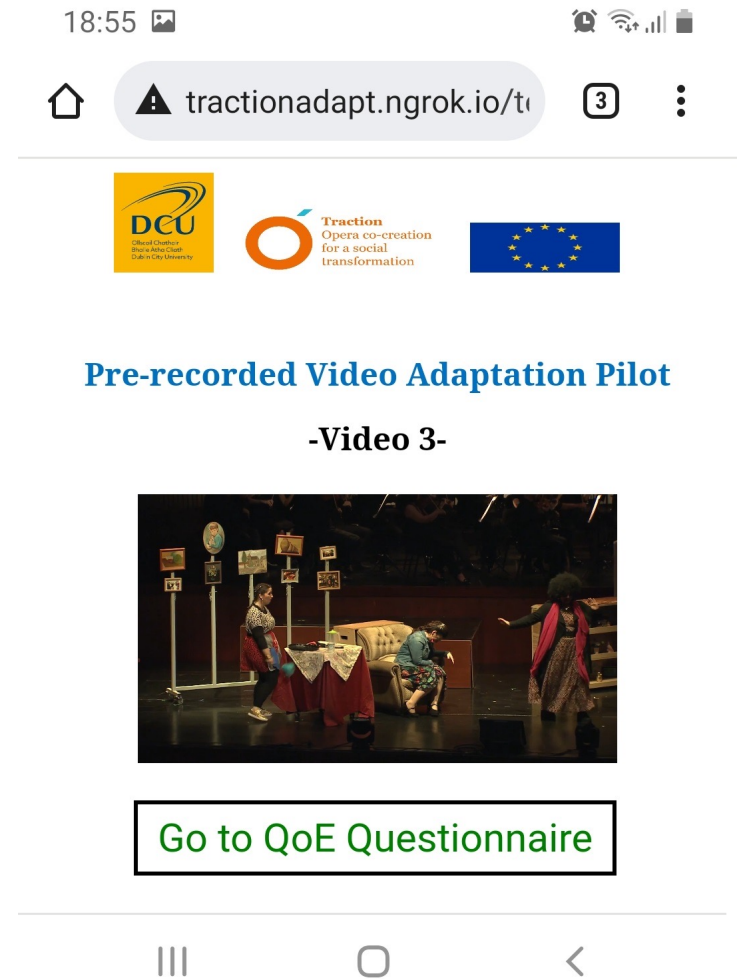 18:55
tractionadapt.ngrok.io/t
3
DCU
Ollscoil Chathair
Bhaile Átha Cliath
Dublin City University
Traction
Opera co-creation
for a social
transformation
Pre-recorded Video Adaptation Pilot
-Video 3-
Go to QoE Questionnaire